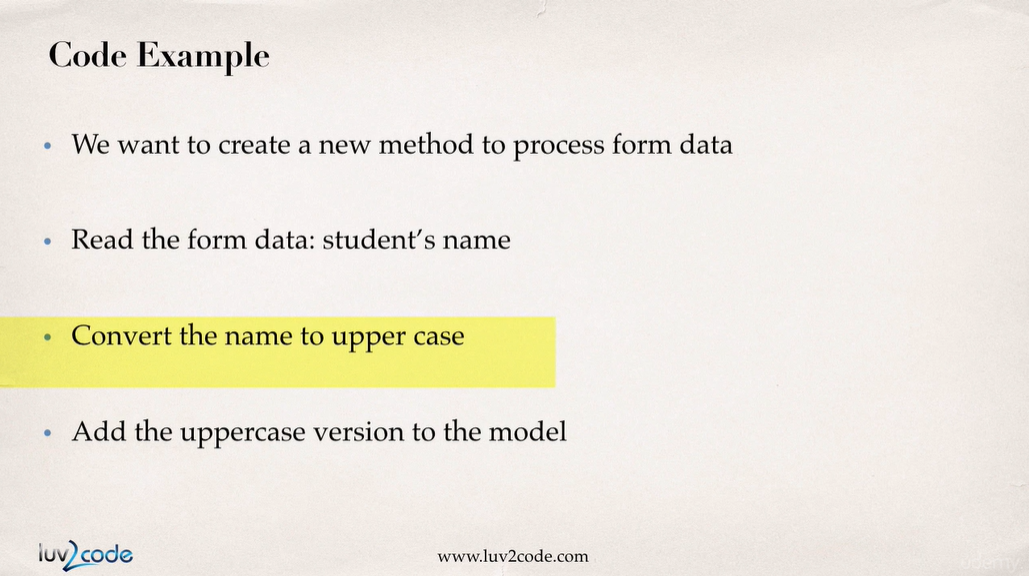 Code Example
• We want to create a new method to process form data
• Read the form data: student’s name
• Convert the name to upper case
• Add the uppercase version to the model
luv2code
www.luv2code.com
udemy